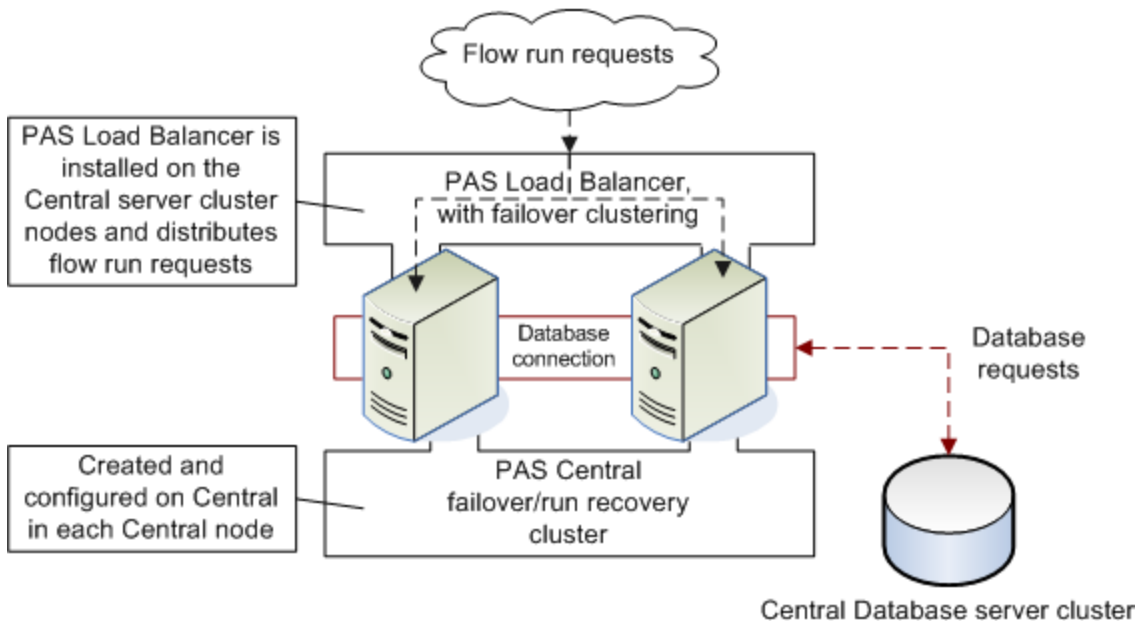 Flow run requests
PAS Load Balancer is
installed on the
Central server cluster
nodes and distributes
flow run requests
PAS Load Balancer,
with failover clustering
Database
connection
Database
requests
Created and
configured on Central
in each Central node
PAS Central
failover/run recovery
cluster
Central Database server cluster